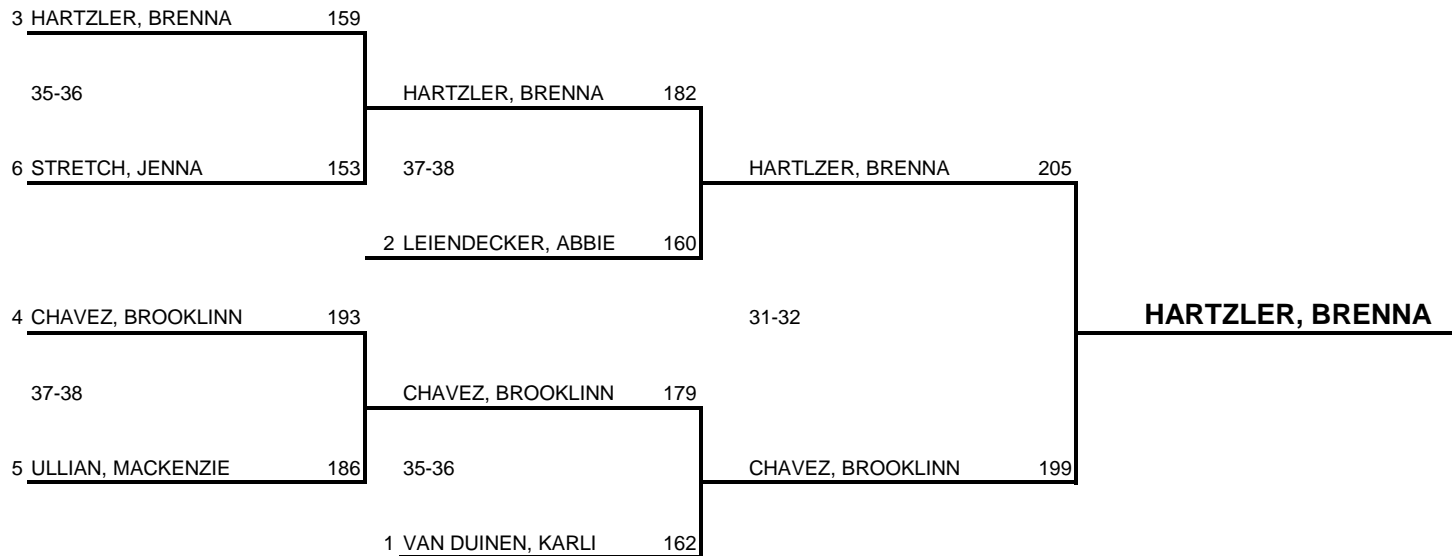 3 HARTZLER, BRENNA 159
35-36
HARTZLER, BRENNA 182
6 STRETCH, JENNA 153
37-38
HARTLZER, BRENNA 205
2 LEIENDECKER, ABBIE 160
4 CHAVEZ, BROOKLINN 193
31-32
HARTZLER, BRENNA
37-38
CHAVEZ, BROOKLINN 179
5 ULLIAN, MACKENZIE 186
35-36
CHAVEZ, BROOKLINN 199
1 VAN DUINEN, KARLI 162